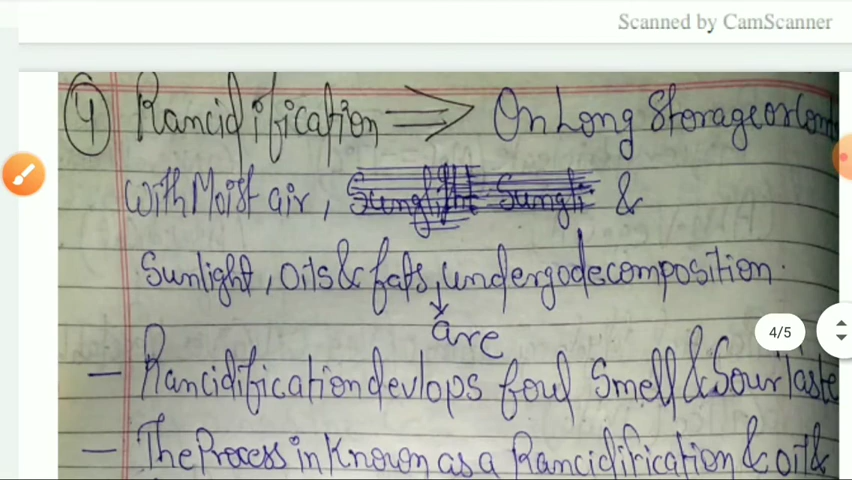 Scanned by CamScanner
4 Rancidification ⇒ On Long Storage or
With Moist air, &
Sunlight, oils & fats, undergo decomposition.
are
4/5
– Rancidification devlops foul Smell & Sour taste
– The Process in Known as a Rancidification & oil &